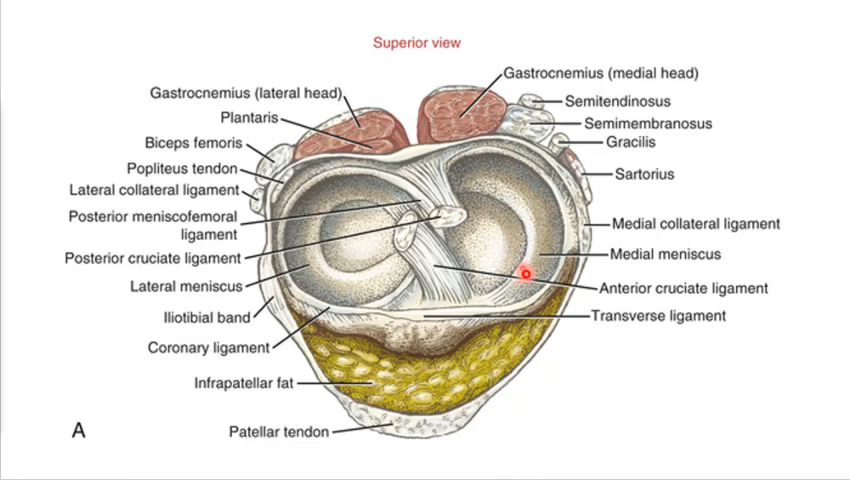 Superior view
Gastrocnemius (lateral head)
Plantaris
Biceps femoris
Popliteus tendon
Lateral collateral ligament
Posterior meniscofemoral
ligament
Posterior cruciate ligament
Lateral meniscus
Iliotibial band
Coronary ligament
Infrapatellar fat
Patellar tendon
A
Gastrocnemius (medial head)
Semitendinosus
Semimembranosus
Gracilis
Sartorius
Medial collateral ligament
Medial meniscus
Anterior cruciate ligament
Transverse ligament